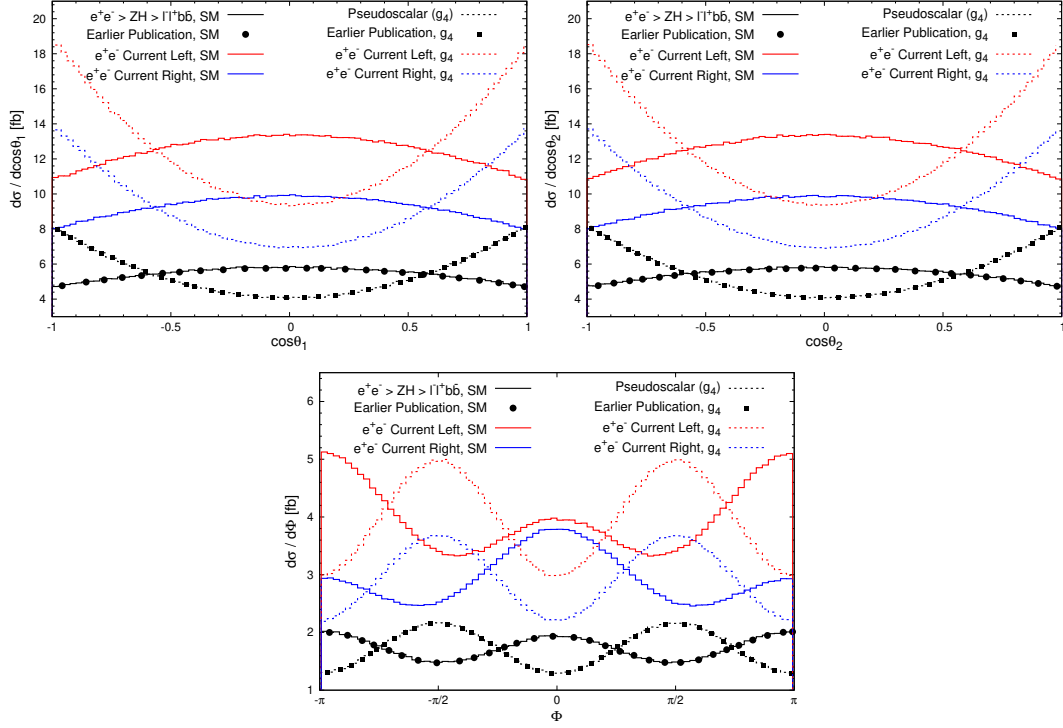 e⁺e⁻ > ZH > l⁻l⁺bb̄, SM
Earlier Publication, SM
e⁺e⁻ Current Left, SM
e⁺e⁻ Current Right, SM
Pseudoscalar (g₄)
Earlier Publication, g₄
e⁺e⁻ Current Left, g₄
e⁺e⁻ Current Right, g₄
dσ / dcosθ₁ [fb]
20
18
16
14
12
10
8
6
4
-1 -0.5 0 0.5 1
cosθ₁
e⁺e⁻ > ZH > l⁻l⁺bb̄, SM
Earlier Publication, SM
e⁺e⁻ Current Left, SM
e⁺e⁻ Current Right, SM
Pseudoscalar (g₄)
Earlier Publication, g₄
e⁺e⁻ Current Left, g₄
e⁺e⁻ Current Right, g₄
dσ / dcosθ₂ [fb]
20
18
16
14
12
10
8
6
4
-1 -0.5 0 0.5 1
cosθ₂
e⁺e⁻ > ZH > l⁻l⁺bb̄, SM
Earlier Publication, SM
e⁺e⁻ Current Left, SM
e⁺e⁻ Current Right, SM
Pseudoscalar (g₄)
Earlier Publication, g₄
e⁺e⁻ Current Left, g₄
e⁺e⁻ Current Right, g₄
dσ / dΦ [fb]
6
5
4
3
2
1
-π -π/2 0 π/2 π
Φ